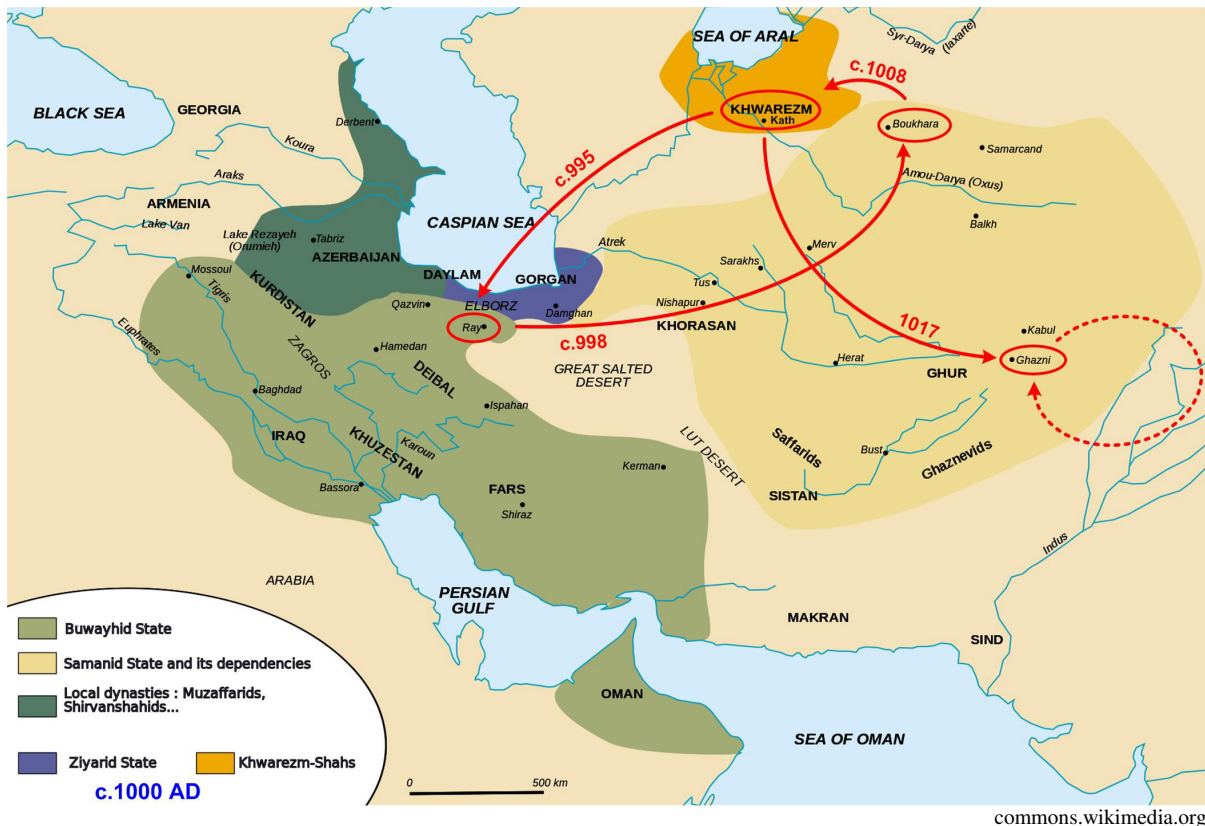 SEA OF ARAL
Syr-Darya (Iaxarte)
c.1008
BLACK SEA
GEORGIA
Derbent
KHWAREZM
Kath
Boukhara
Samarcand
Koura
c.995
Araks
ARMENIA
Lake Van
Amou-Darya (Oxus)
Balkh
CASPIAN SEA
Lake Rezayeh
(Orumieh)
Tabriz
AZERBAIJAN
Atrek
Merv
Sarakhs
Mossoul
Tigris
KURDISTAN
DAYLAM
GORGAN
Tus
Qazvin
ELBORZ
Damghan
Nishapur
KHORASAN
Ray
c.998
1017
Kabul
Euphrates
ZAGROS
Hamedan
DEIBAL
GREAT SALTED
DESERT
Herat
GHUR
Ghazni
Baghdad
Ispahan
IRAQ
KHUZESTAN
Karoun
LUT DESERT
Saffarids
Bust
Ghaznevids
Kerman
Bassora
FARS
Shiraz
SISTAN
Indus
ARABIA
PERSIAN
GULF
MAKRAN
SIND
OMAN
SEA OF OMAN
Buwayhid State
Samanid State and its dependencies
Local dynasties : Muzaffarids,
Shirvanshahids...
Ziyarid State
Khwarezm-Shahs
c.1000 AD
0
500 km
commons.wikimedia.org